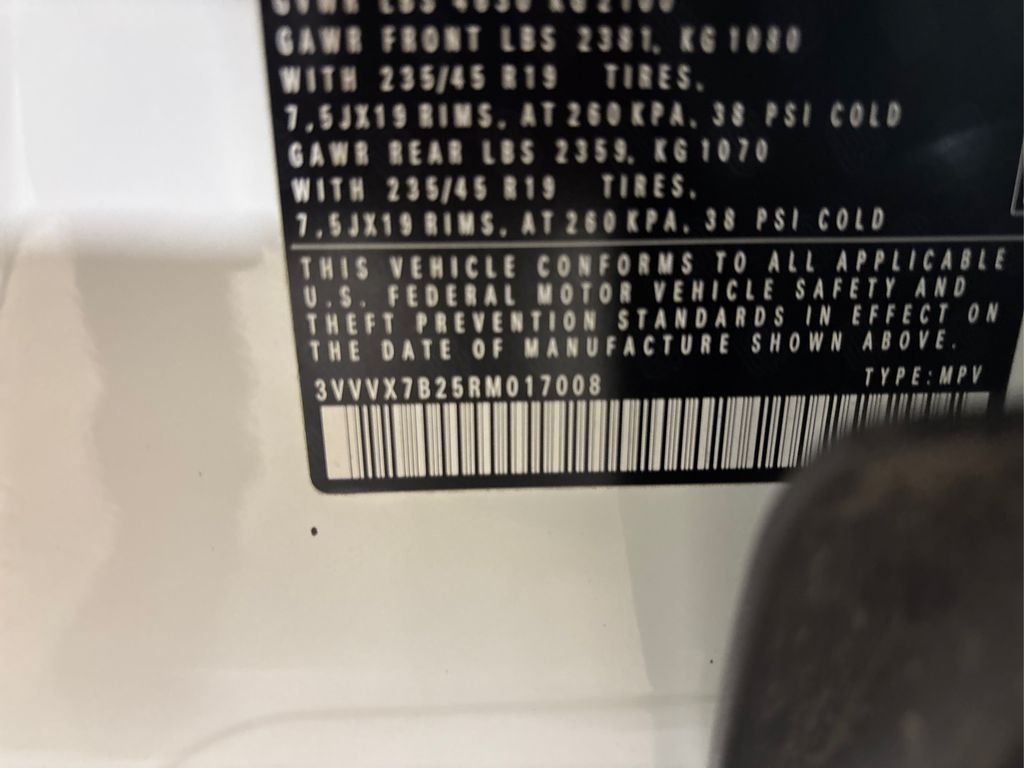 GAWR FRONT LBS 2381, KG 1080
WITH 235/45 R19 TIRES,
7,5JX19 RIMS, AT 260 KPA, 38 PSI COLD
GAWR REAR LBS 2359, KG 1070
WITH 235/45 R19 TIRES,
7,5JX19 RIMS, AT 260 KPA, 38 PSI COLD
THIS VEHICLE CONFORMS TO ALL APPLICABLE
U.S. FEDERAL MOTOR VEHICLE SAFETY AND
THEFT PREVENTION STANDARDS IN EFFECT ON
THE DATE OF MANUFACTURE SHOWN ABOVE.
3VVVX7B25RM017008 TYPE:MPV